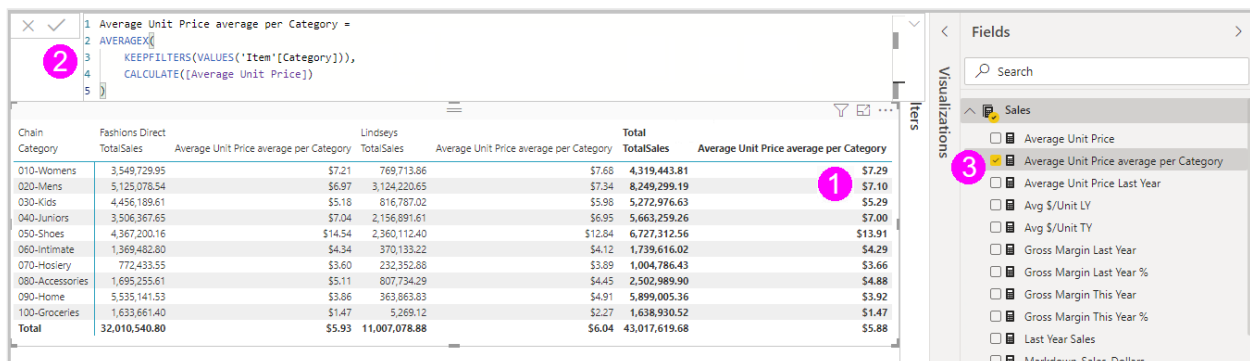 1 Average Unit Price average per Category =
2 AVERAGEX(
3 KEEPFILTERS(VALUES('Item'[Category])),
4 CALCULATE([Average Unit Price])
5 )
2
Chain Fashions Direct Lindseys Total
Category TotalSales Average Unit Price average per Category TotalSales Average Unit Price average per Category TotalSales Average Unit Price average per Category
010-Womens 3,549,729.95 $7.21 769,713.86 $7.68 4,319,443.81 $7.29
020-Mens 5,125,078.54 $6.97 3,124,220.65 $7.34 8,249,299.19 $7.10
030-Kids 4,456,189.61 $5.18 816,787.02 $5.98 5,272,976.63 $5.29
040-Juniors 3,506,367.65 $7.04 2,156,891.61 $6.95 5,663,259.26 $7.00
050-Shoes 4,367,200.16 $14.54 2,360,112.40 $12.84 6,727,312.56 $13.91
060-Intimate 1,369,482.80 $4.34 370,133.22 $4.12 1,739,616.02 $4.29
070-Hosiery 772,433.55 $3.60 232,352.88 $3.89 1,004,786.43 $3.66
080-Accessories 1,695,255.61 $5.11 807,734.29 $4.45 2,502,989.90 $4.88
090-Home 5,535,141.53 $3.86 363,863.83 $4.91 5,899,005.36 $3.92
100-Groceries 1,633,661.40 $1.47 5,269.12 $2.27 1,638,930.52 $1.47
Total 32,010,540.80 $5.93 11,007,078.88 $6.04 43,017,619.68 $5.88
1
lters
Visualizations
Fields
Search
Sales
Average Unit Price
Average Unit Price average per Category
3
Average Unit Price Last Year
Avg $/Unit LY
Avg $/Unit TY
Gross Margin Last Year
Gross Margin Last Year %
Gross Margin This Year
Gross Margin This Year %
Last Year Sales
Markdown Sales Dollars